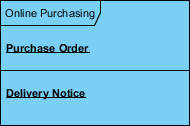 Online Purchasing
Purchase Order
Delivery Notice